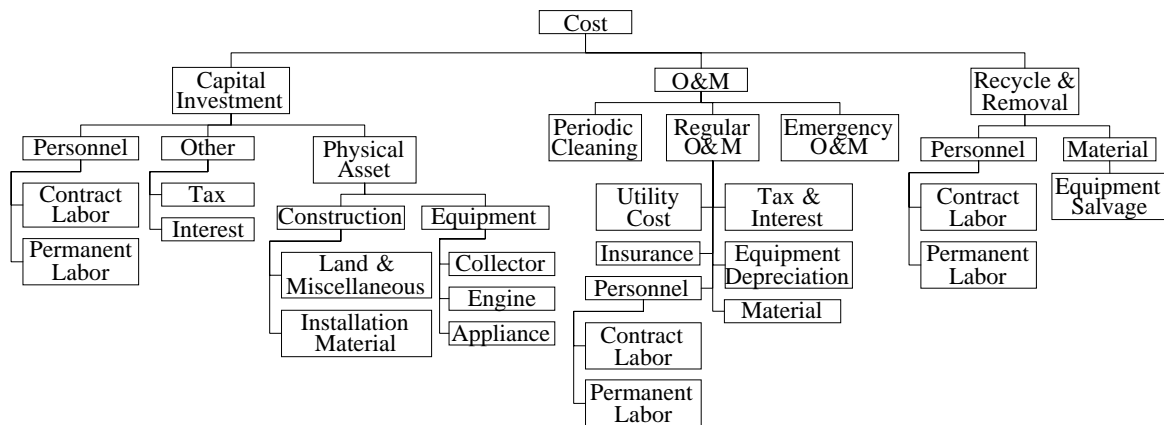 Cost
Capital
Investment
O&M
Recycle &
Removal
Personnel
Other
Physical
Asset
Periodic
Cleaning
Regular
O&M
Emergency
O&M
Personnel
Material
Contract
Labor
Permanent
Labor
Tax
Interest
Construction
Equipment
Land &
Miscellaneous
Installation
Material
Collector
Engine
Appliance
Utility
Cost
Insurance
Personnel
Contract
Labor
Permanent
Labor
Tax &
Interest
Equipment
Depreciation
Material
Contract
Labor
Permanent
Labor
Equipment
Salvage